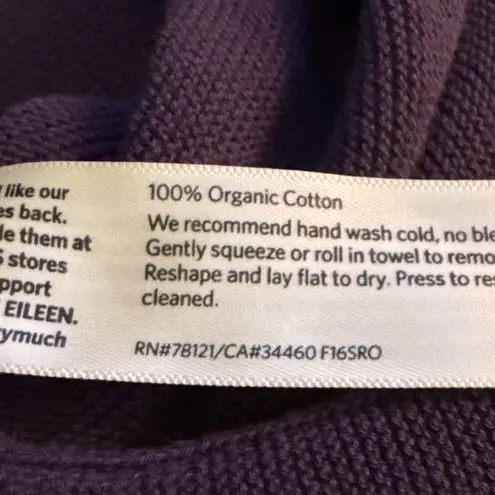 like our
back.
them at
stores
EILEEN.
100% Organic Cotton
We recommend hand wash cold, no
Gently squeeze or roll in towel to
Reshape and lay flat to dry. Press to
cleaned.
RN#78121/CA#34460 F16SRO